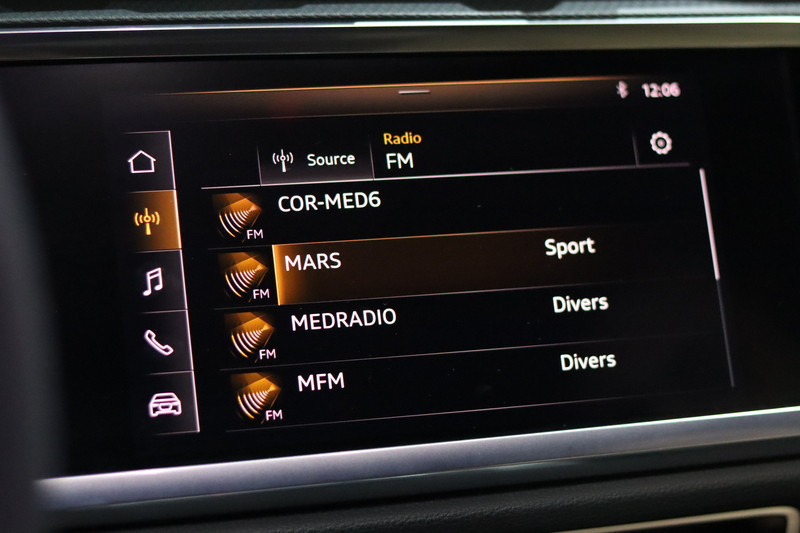 12:06
Source
Radio
FM
COR-MED6
FM
MARS
Sport
FM
MEDRADIO
Divers
FM
MFM
Divers
FM